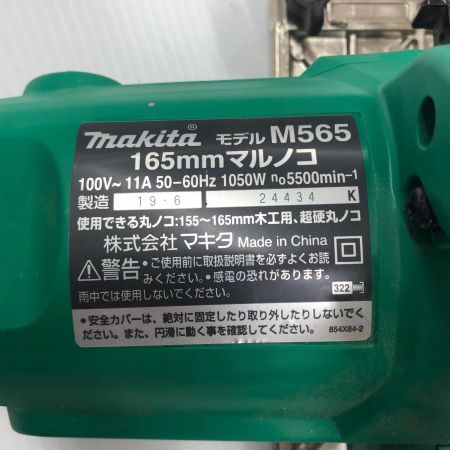 makita® モデル M565
165mmマルノコ
100V~ 11A 50-60Hz 1050W n₀5500min-1
製造 19.6 24434 K
使用できる丸ノコ:155~165mm木工用、超硬丸ノコ
株式会社マキタ Made in China
警告 •ご使用前に取扱説明書を必ずよくお読
みください。•感電の恐れがあります。
雨中では使用しないでください。
322
•安全カバーは、絶対に固定したり取り外したりしないでく
ださい。また、円滑に動く事を確認してください。
854X84-2